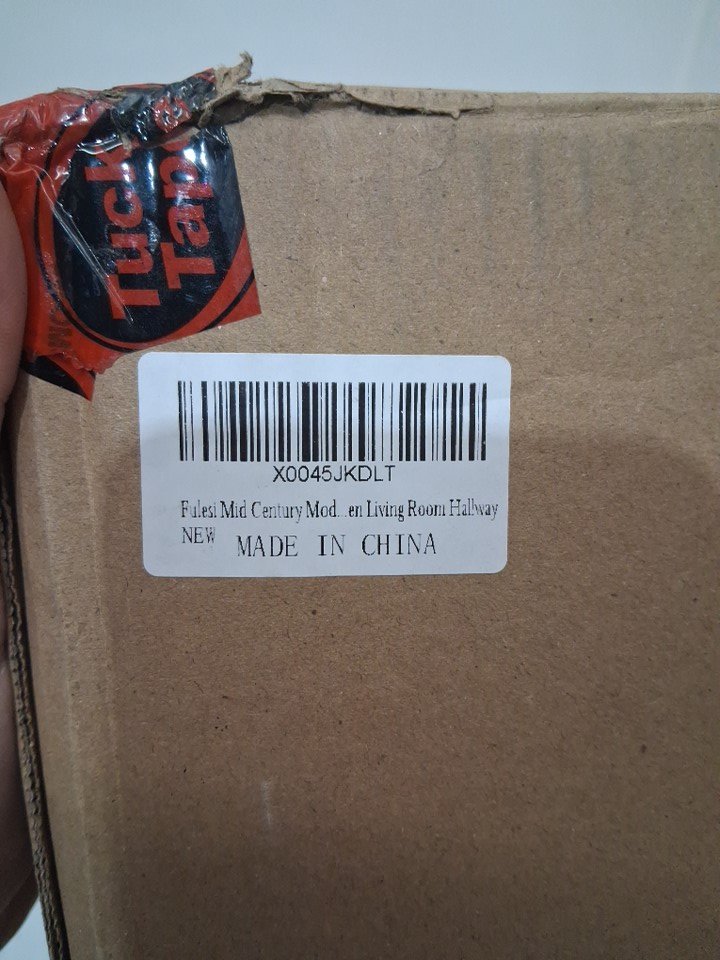 Tuck
Tape
X0045JKDLT
Fulesi Mid Century Mod...en Living Room Hallway
NEW
MADE IN CHINA